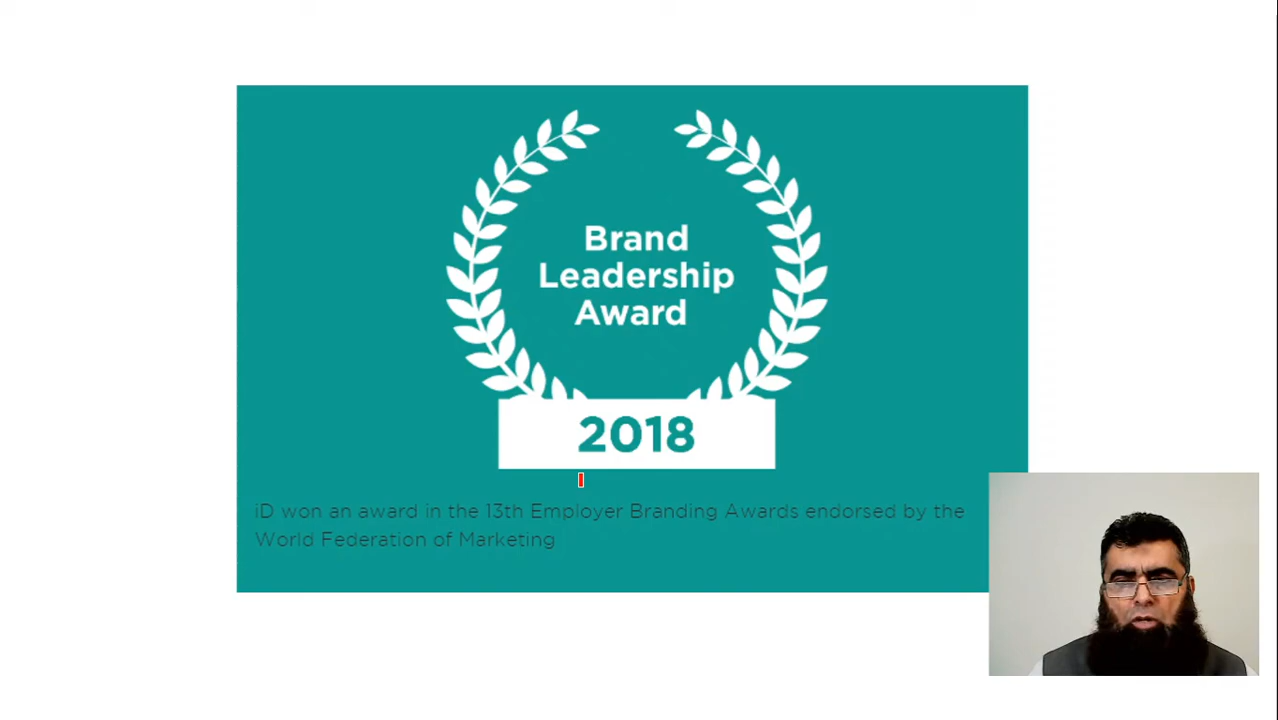 Brand
Leadership
Award
2018
iD won an award in the 13th Employer Branding Awards endorsed by the
World Federation of Marketing